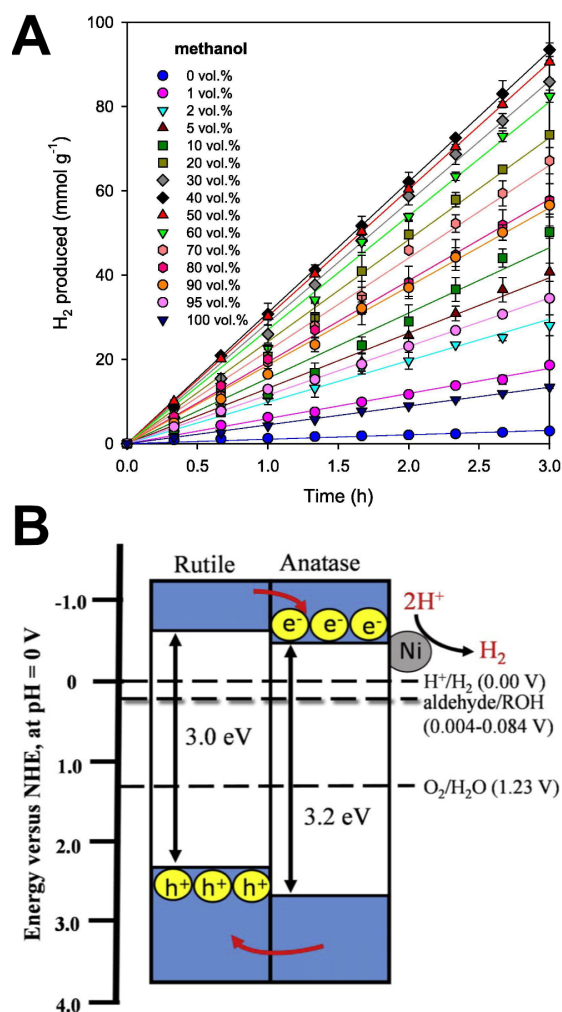 A
100
80
60
40
20
0
H₂ produced (mmol g⁻¹)
methanol
0 vol.%
1 vol.%
2 vol.%
5 vol.%
10 vol.%
20 vol.%
30 vol.%
40 vol.%
50 vol.%
60 vol.%
70 vol.%
80 vol.%
90 vol.%
95 vol.%
100 vol.%
0.0 0.5 1.0 1.5 2.0 2.5 3.0
Time (h)
B
Rutile Anatase
Energy versus NHE, at pH = 0 V
-1.0
0
1.0
2.0
3.0
4.0
e⁻ e⁻ e⁻
2H⁺
Ni
H₂
H⁺/H₂ (0.00 V)
aldehyde/ROH
(0.004-0.084 V)
3.0 eV
O₂/H₂O (1.23 V)
3.2 eV
h⁺ h⁺ h⁺